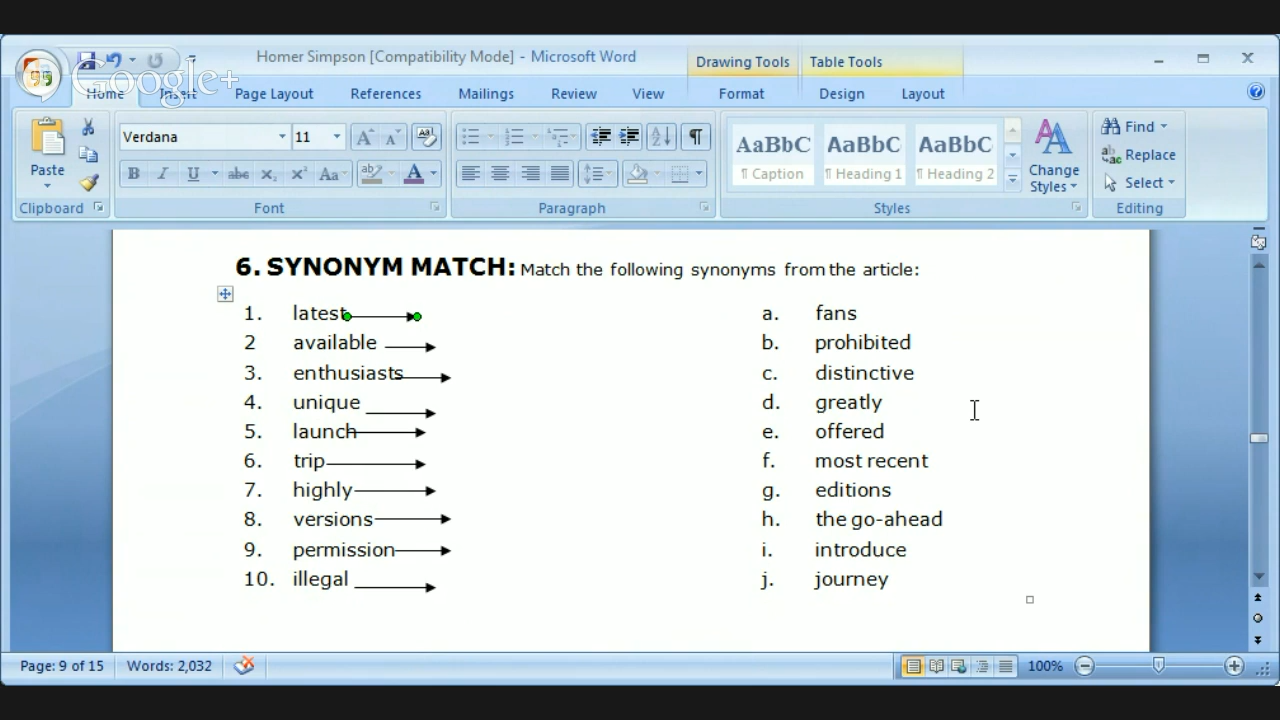 Homer Simpson [Compatibility Mode] - Microsoft Word
Drawing Tools
Table Tools
Google+
Home
Insert
Page Layout
References
Mailings
Review
View
Format
Design
Layout
Paste
Verdana
11
AaBbC AaBbC AaBbC
¶ Caption ¶ Heading 1 ¶ Heading 2
Change
Styles
Find
Replace
Select
Clipboard
Font
Paragraph
Styles
Editing
6. SYNONYM MATCH: Match the following synonyms from the article:
1. latest a. fans
2 available b. prohibited
3. enthusiasts c. distinctive
4. unique d. greatly
5. launch e. offered
6. trip f. most recent
7. highly g. editions
8. versions h. the go-ahead
9. permission i. introduce
10. illegal j. journey
Page: 9 of 15 Words: 2,032 100%